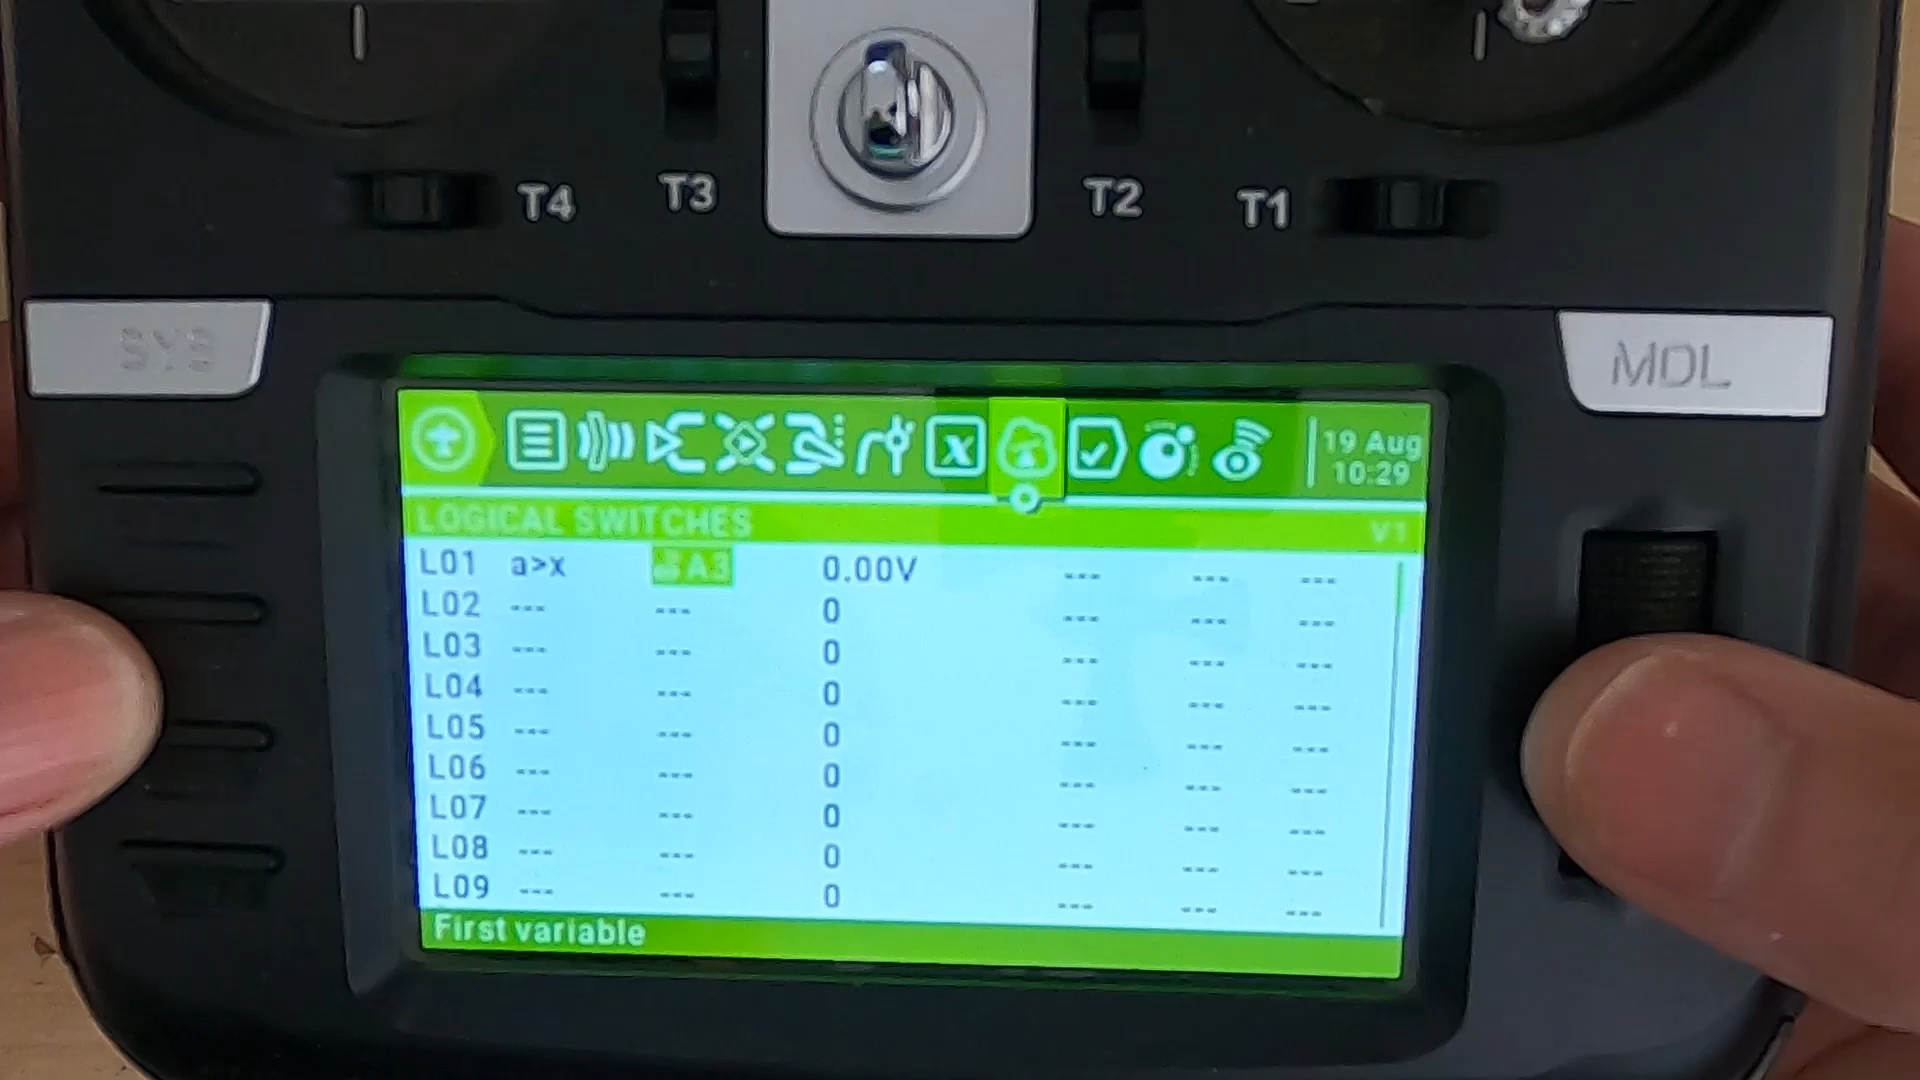 T4 T3 T2 T1
SYS
MDL
19 Aug
10:29
LOGICAL SWITCHES V1
L01 a>x A3 0.00V --- --- ---
L02 --- --- 0 --- --- ---
L03 --- --- 0 --- --- ---
L04 --- --- 0 --- --- ---
L05 --- --- 0 --- --- ---
L06 --- --- 0 --- --- ---
L07 --- --- 0 --- --- ---
L08 --- --- 0 --- --- ---
L09 --- --- 0 --- --- ---
First variable